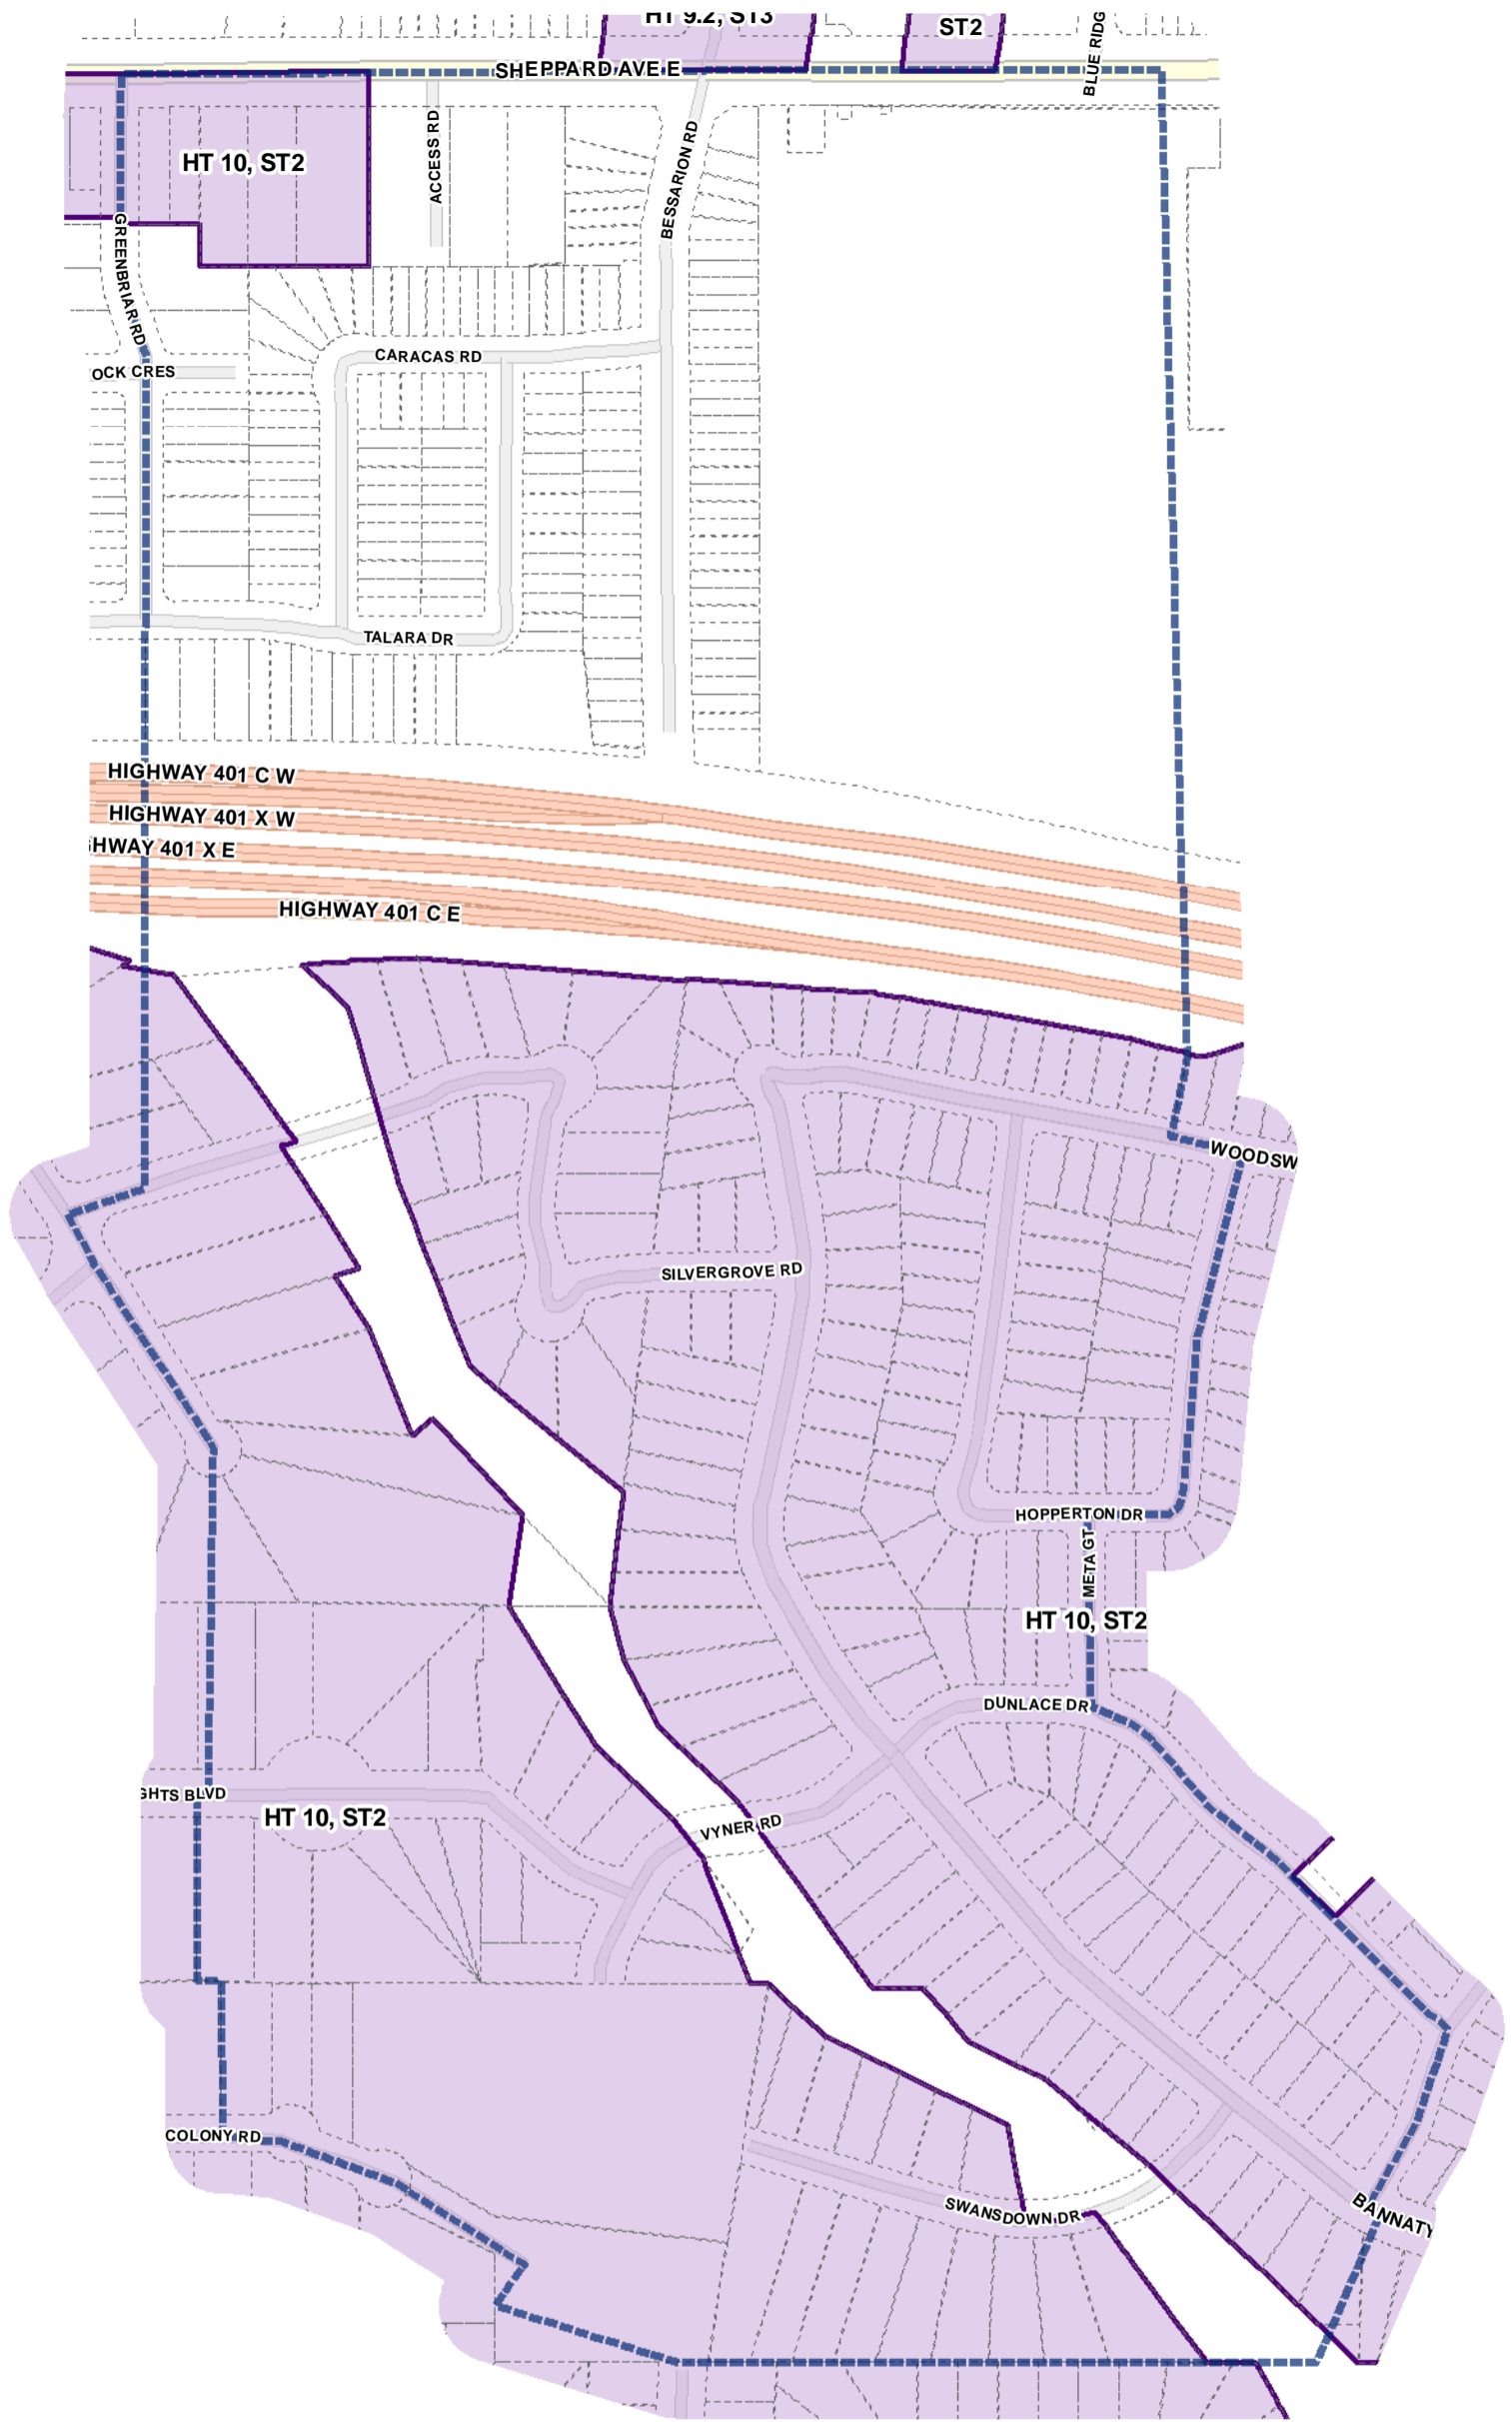 HT 9.2, ST3
ST2
BLUE RIDG
SHEPPARD AVE E
ACCESS RD
HT 10, ST2
BESSARION RD
GREENBRIAR RD
CARACAS RD
OCK CRES
TALARA DR
HIGHWAY 401 C W
HIGHWAY 401 X W
GHWAY 401 X E
HIGHWAY 401 C E
WOODSW
SILVERGROVE RD
HOPPERTON DR
META GT
HT 10, ST2
DUNLACE DR
GHTS BLVD
HT 10, ST2
VYNER RD
COLONY RD
SWANSDOWN DR
BANNATY